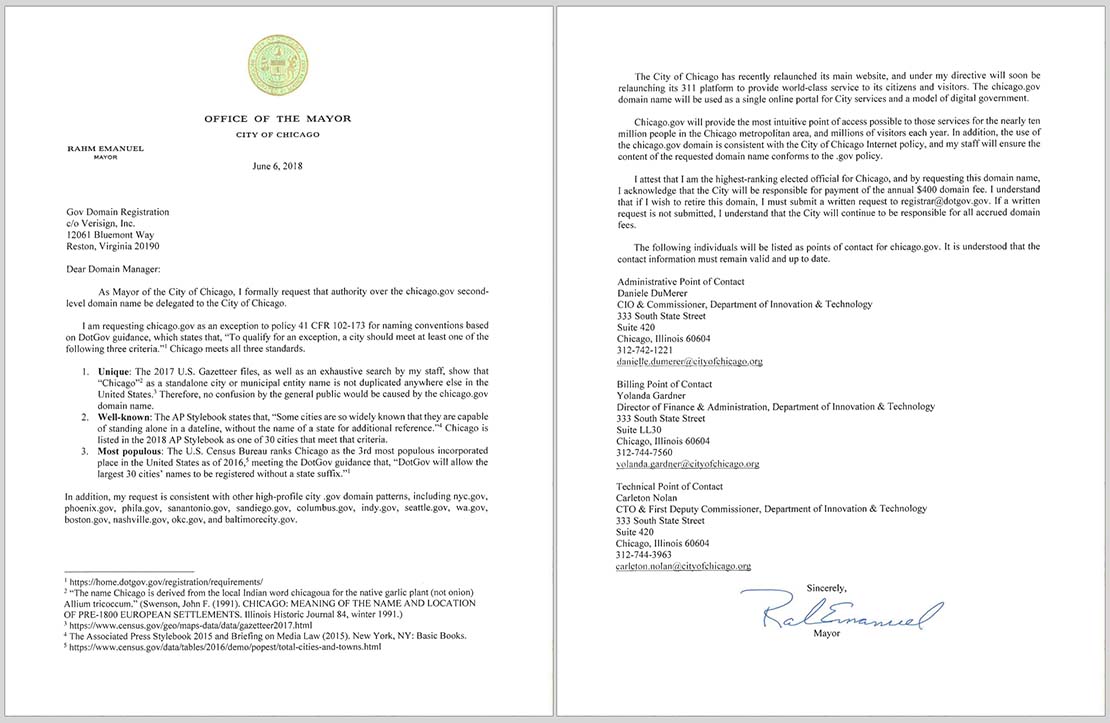 OFFICE OF THE MAYOR
CITY OF CHICAGO
RAHM EMANUEL
MAYOR
June 6, 2018
Gov Domain Registration
c/o Verisign, Inc.
12061 Bluemont Way
Reston, Virginia 20190
Dear Domain Manager:
As Mayor of the City of Chicago, I formally request that authority over the chicago.gov second-
level domain name be delegated to the City of Chicago.
I am requesting chicago.gov as an exception to policy 41 CFR 102-173 for naming conventions based
on DotGov guidance, which states that, “To qualify for an exception, a city should meet at least one of the
following three criteria.”1 Chicago meets all three standards.
1. Unique: The 2017 U.S. Gazetteer files, as well as an exhaustive search by my staff, show that
“Chicago”2 as a standalone city or municipal entity name is not duplicated anywhere else in the
United States.3 Therefore, no confusion by the general public would be caused by the chicago.gov
domain name.
2. Well-known: The AP Stylebook states that, “Some cities are so widely known that they are capable
of standing alone in a dateline, without the name of a state for additional reference.”4 Chicago is
listed in the 2018 AP Stylebook as one of 30 cities that meet that criteria.
3. Most populous: The U.S. Census Bureau ranks Chicago as the 3rd most populous incorporated
place in the United States as of 2016,5 meeting the DotGov guidance that, “DotGov will allow the
largest 30 cities’ names to be registered without a state suffix.”1
In addition, my request is consistent with other high-profile city .gov domain patterns, including nyc.gov,
phoenix.gov, phila.gov, sanantonio.gov, sandiego.gov, columbus.gov, indy.gov, seattle.gov, wa.gov,
boston.gov, nashville.gov, okc.gov, and baltimorecity.gov.
1 https://home.dotgov.gov/registration/requirements/
2 “The name Chicago is derived from the local Indian word chicagoua for the native garlic plant (not onion)
Allium tricoccum.” (Swenson, John F. (1991). CHICAGO: MEANING OF THE NAME AND LOCATION
OF PRE-1800 EUROPEAN SETTLEMENTS. Illinois Historic Journal 84, winter 1991.)
3 https://www.census.gov/geo/maps-data/data/gazetteer2017.html
4 The Associated Press Stylebook 2015 and Briefing on Media Law (2015). New York, NY: Basic Books.
5 https://www.census.gov/data/tables/2016/demo/popest/total-cities-and-towns.html
The City of Chicago has recently relaunched its main website, and under my directive will soon be
relaunching its 311 platform to provide world-class service to its citizens and visitors. The chicago.gov
domain name will be used as a single online portal for City services and a model of digital government.
Chicago.gov will provide the most intuitive point of access possible to those services for the nearly ten
million people in the Chicago metropolitan area, and millions of visitors each year. In addition, the use of
the chicago.gov domain is consistent with the City of Chicago Internet policy, and my staff will ensure the
content of the requested domain name conforms to the .gov policy.
I attest that I am the highest-ranking elected official for Chicago, and by requesting this domain name,
I acknowledge that the City will be responsible for payment of the annual $400 domain fee. I understand
that if I wish to retire this domain, I must submit a written request to registrar@dotgov.gov. If a written
request is not submitted, I understand that the City will continue to be responsible for all accrued domain
fees.
The following individuals will be listed as points of contact for chicago.gov. It is understood that the
contact information must remain valid and up to date.
Administrative Point of Contact
Daniele DuMerer
CIO & Commissioner, Department of Innovation & Technology
333 South State Street
Suite 420
Chicago, Illinois 60604
312-742-1221
danielle.dumerer@cityofchicago.org
Billing Point of Contact
Yolanda Gardner
Director of Finance & Administration, Department of Innovation & Technology
333 South State Street
Suite LL30
Chicago, Illinois 60604
312-744-7560
yolanda.gardner@cityofchicago.org
Technical Point of Contact
Carleton Nolan
CTO & First Deputy Commissioner, Department of Innovation & Technology
333 South State Street
Suite 420
Chicago, Illinois 60604
312-744-3963
carleton.nolan@cityofchicago.org
Sincerely,
Rahm Emanuel
Mayor